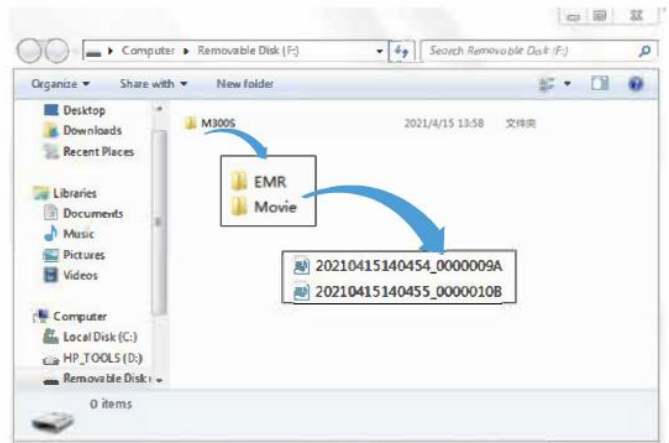 Computer ▸ Removable Disk (F:)
Search Removable Disk (F:)
Organize ▾ Share with ▾ New folder
Desktop
Downloads
Recent Places
Libraries
Documents
Music
Pictures
Videos
Computer
Local Disk (C:)
HP_TOOLS (D:)
Removable Disk
M300S 2021/4/15 13:58 文件夹
EMR
Movie
20210415140454_0000009A
20210415140455_0000010B
0 items